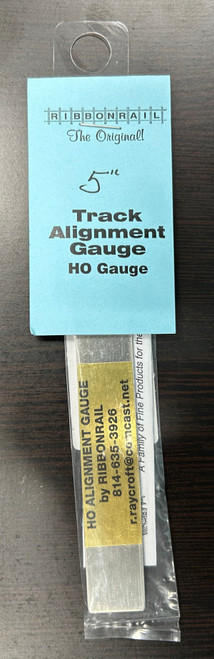 RIBBONRAIL
The Original!
5"
Track
Alignment
Gauge
HO Gauge
HO ALIGNMENT GAUGE
by RIBBONRAIL
814-635-3926
r.raycroft@comcast.net
A Family of Fine Products for the